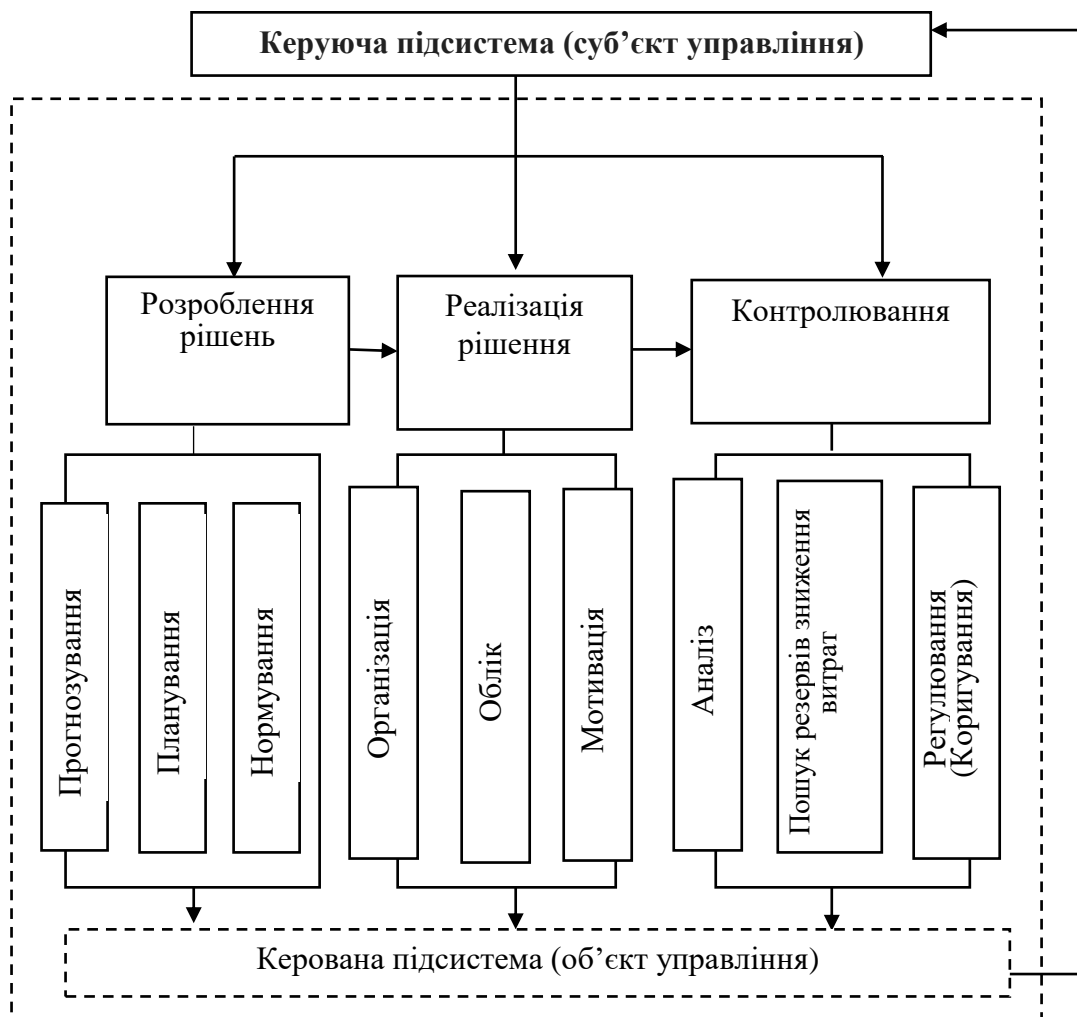 Керуюча підсистема (суб’єкт управління)
Розроблення
рішень
Реалізація
рішення
Контролювання
Прогнозування
Планування
Нормування
Організація
Облік
Мотивація
Аналіз
Пошук резервів зниження
витрат
Регулювання
(Коригування)
Керована підсистема (об’єкт управління)